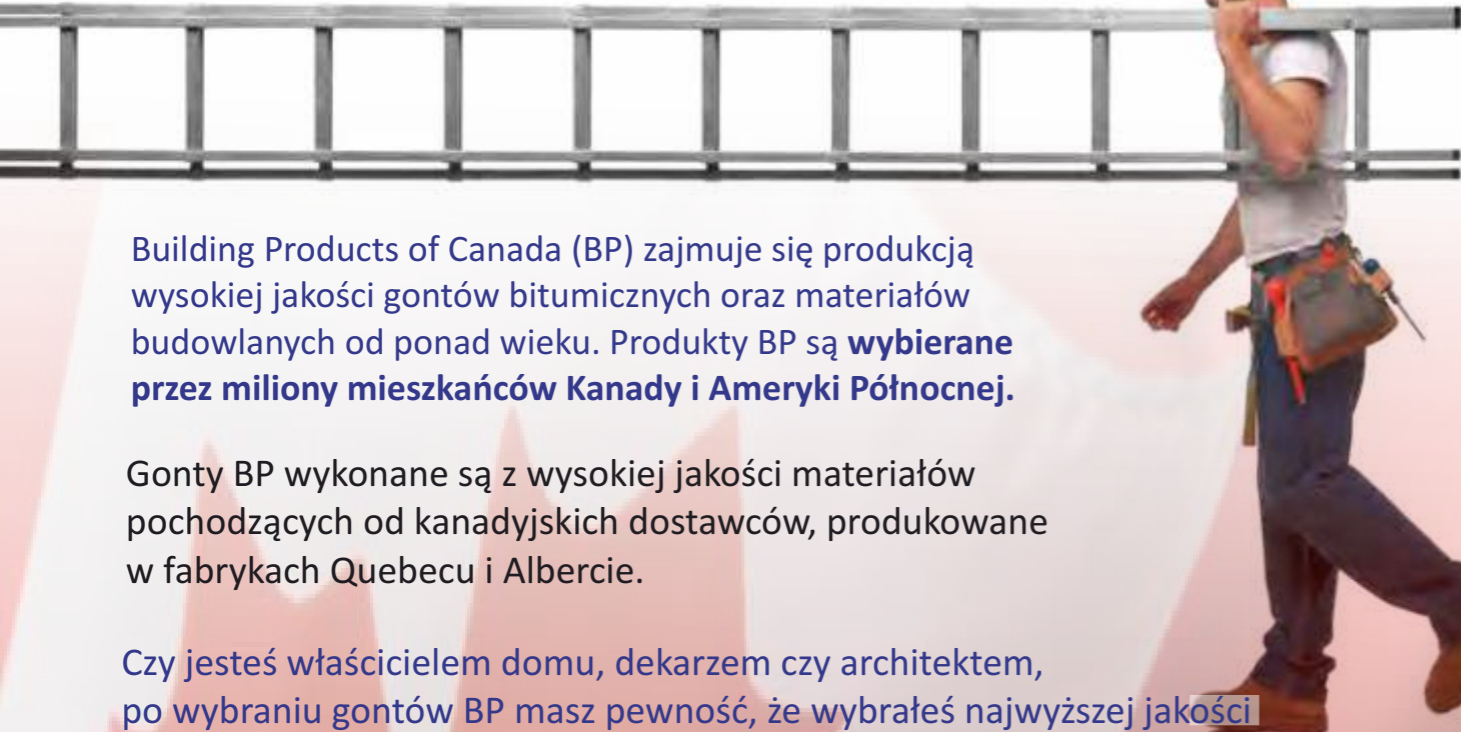 Building Products of Canada (BP) zajmuje się produkcją
wysokiej jakości gontów bitumicznych oraz materiałów
budowlanych od ponad wieku. Produkty BP są wybierane
przez miliony mieszkańców Kanady i Ameryki Północnej.
Gonty BP wykonane są z wysokiej jakości materiałów
pochodzących od kanadyjskich dostawców, produkowane
w fabrykach Quebecu i Albercie.
Czy jesteś właścicielem domu, dekarzem czy architektem,
po wybraniu gontów BP masz pewność, że wybrałeś najwyższej jakości